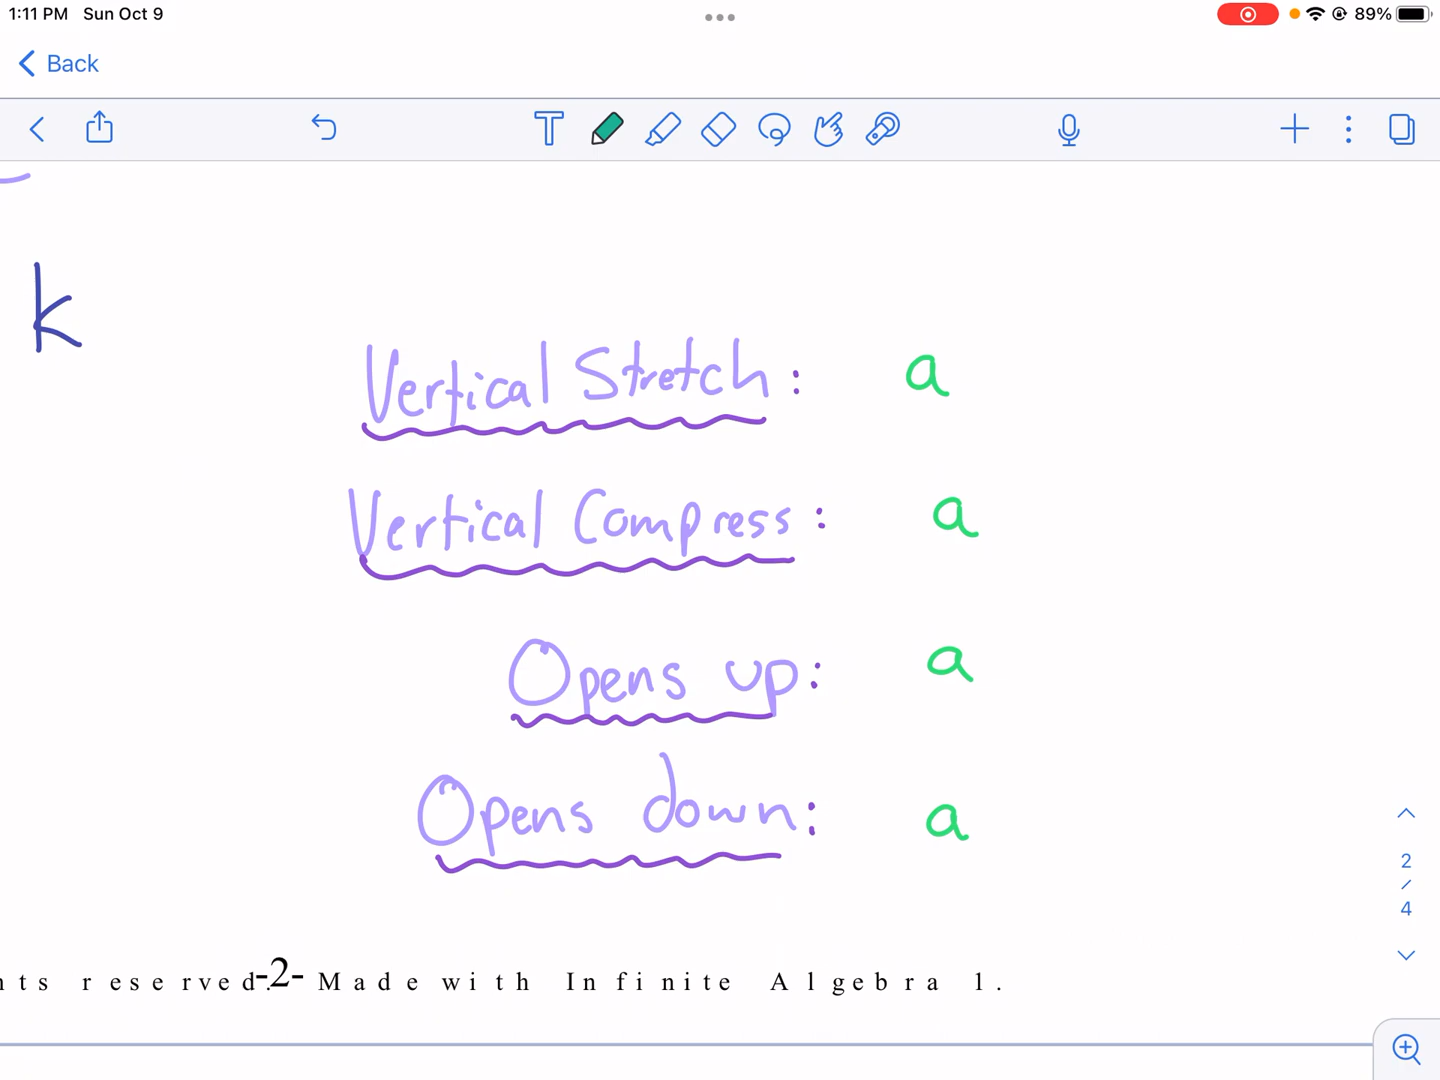 1:11 PM Sun Oct 9
89%
Back
T
k
Vertical Stretch: a
Vertical Compress: a
Opens up: a
Opens down: a
2
/
4
nts reserved. -2- Made with Infinite Algebra 1.